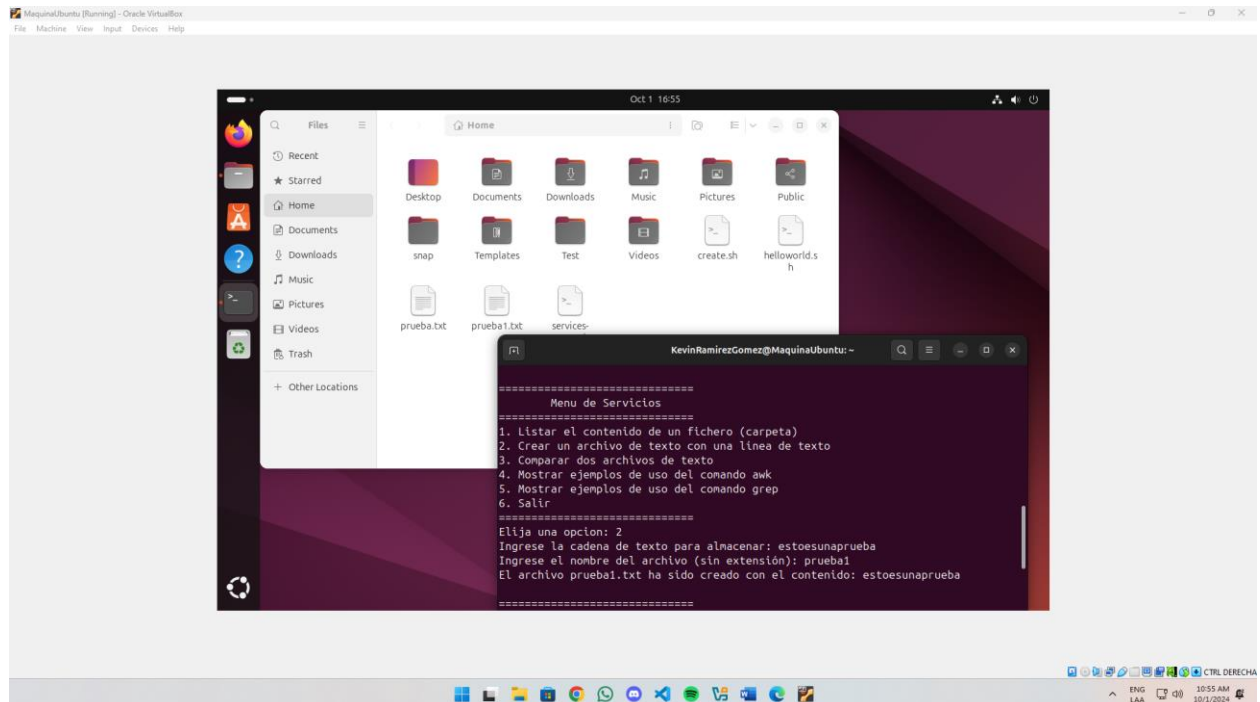 MaquinaUbuntu [Running] - Oracle VirtualBox
File Machine View Input Devices Help
Oct 1 16:55
Files
Home
Recent
Starred
Home
Documents
Downloads
Music
Pictures
Videos
Trash
Other Locations
Desktop Documents Downloads Music Pictures Public
snap Templates Test Videos create.sh helloworld.s
h
prueba.txt prueba1.txt services-
KevinRamirezGomez@MaquinaUbuntu: ~
==============================
Menu de Servicios
==============================
1. Listar el contenido de un fichero (carpeta)
2. Crear un archivo de texto con una linea de texto
3. Comparar dos archivos de texto
4. Mostrar ejemplos de uso del comando awk
5. Mostrar ejemplos de uso del comando grep
6. Salir
==============================
Elija una opcion: 2
Ingrese la cadena de texto para almacenar: estoesunaprueba
Ingrese el nombre del archivo (sin extensión): prueba1
El archivo prueba1.txt ha sido creado con el contenido: estoesunaprueba
==============================
CTRL DERECHA
ENG
LAA
10:55 AM
10/1/2024